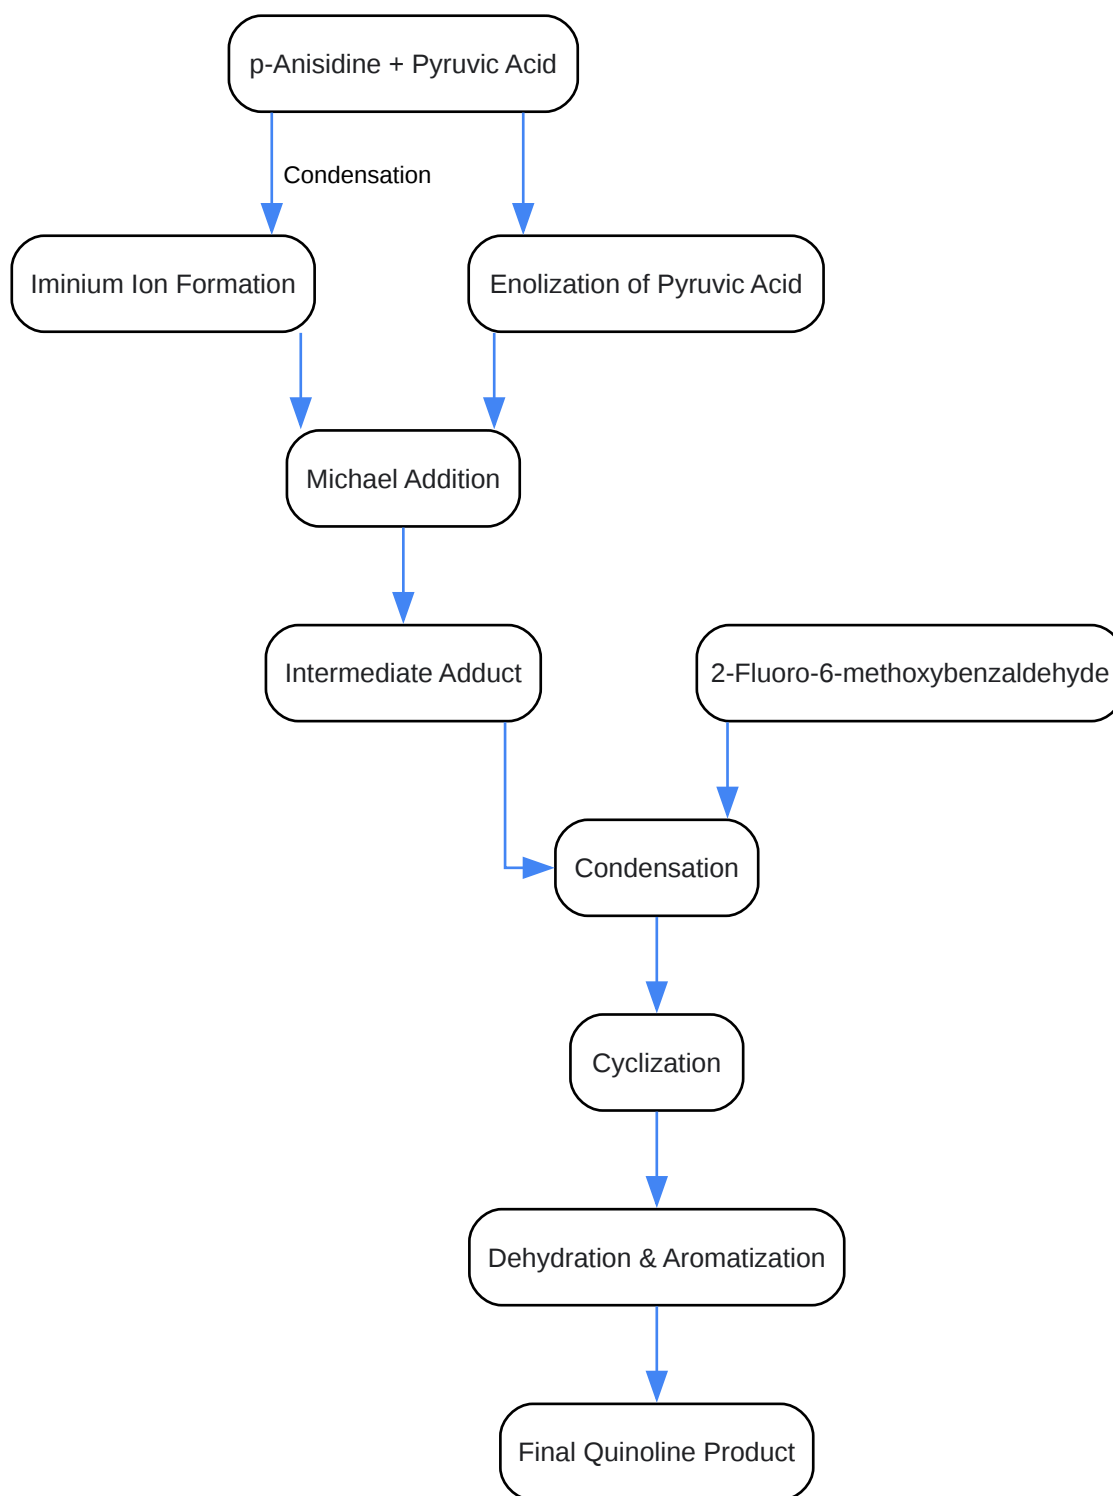 p-Anisidine + Pyruvic Acid
Condensation
Iminium Ion Formation
Enolization of Pyruvic Acid
Michael Addition
Intermediate Adduct
2-Fluoro-6-methoxybenzaldehyde
Condensation
Cyclization
Dehydration & Aromatization
Final Quinoline Product